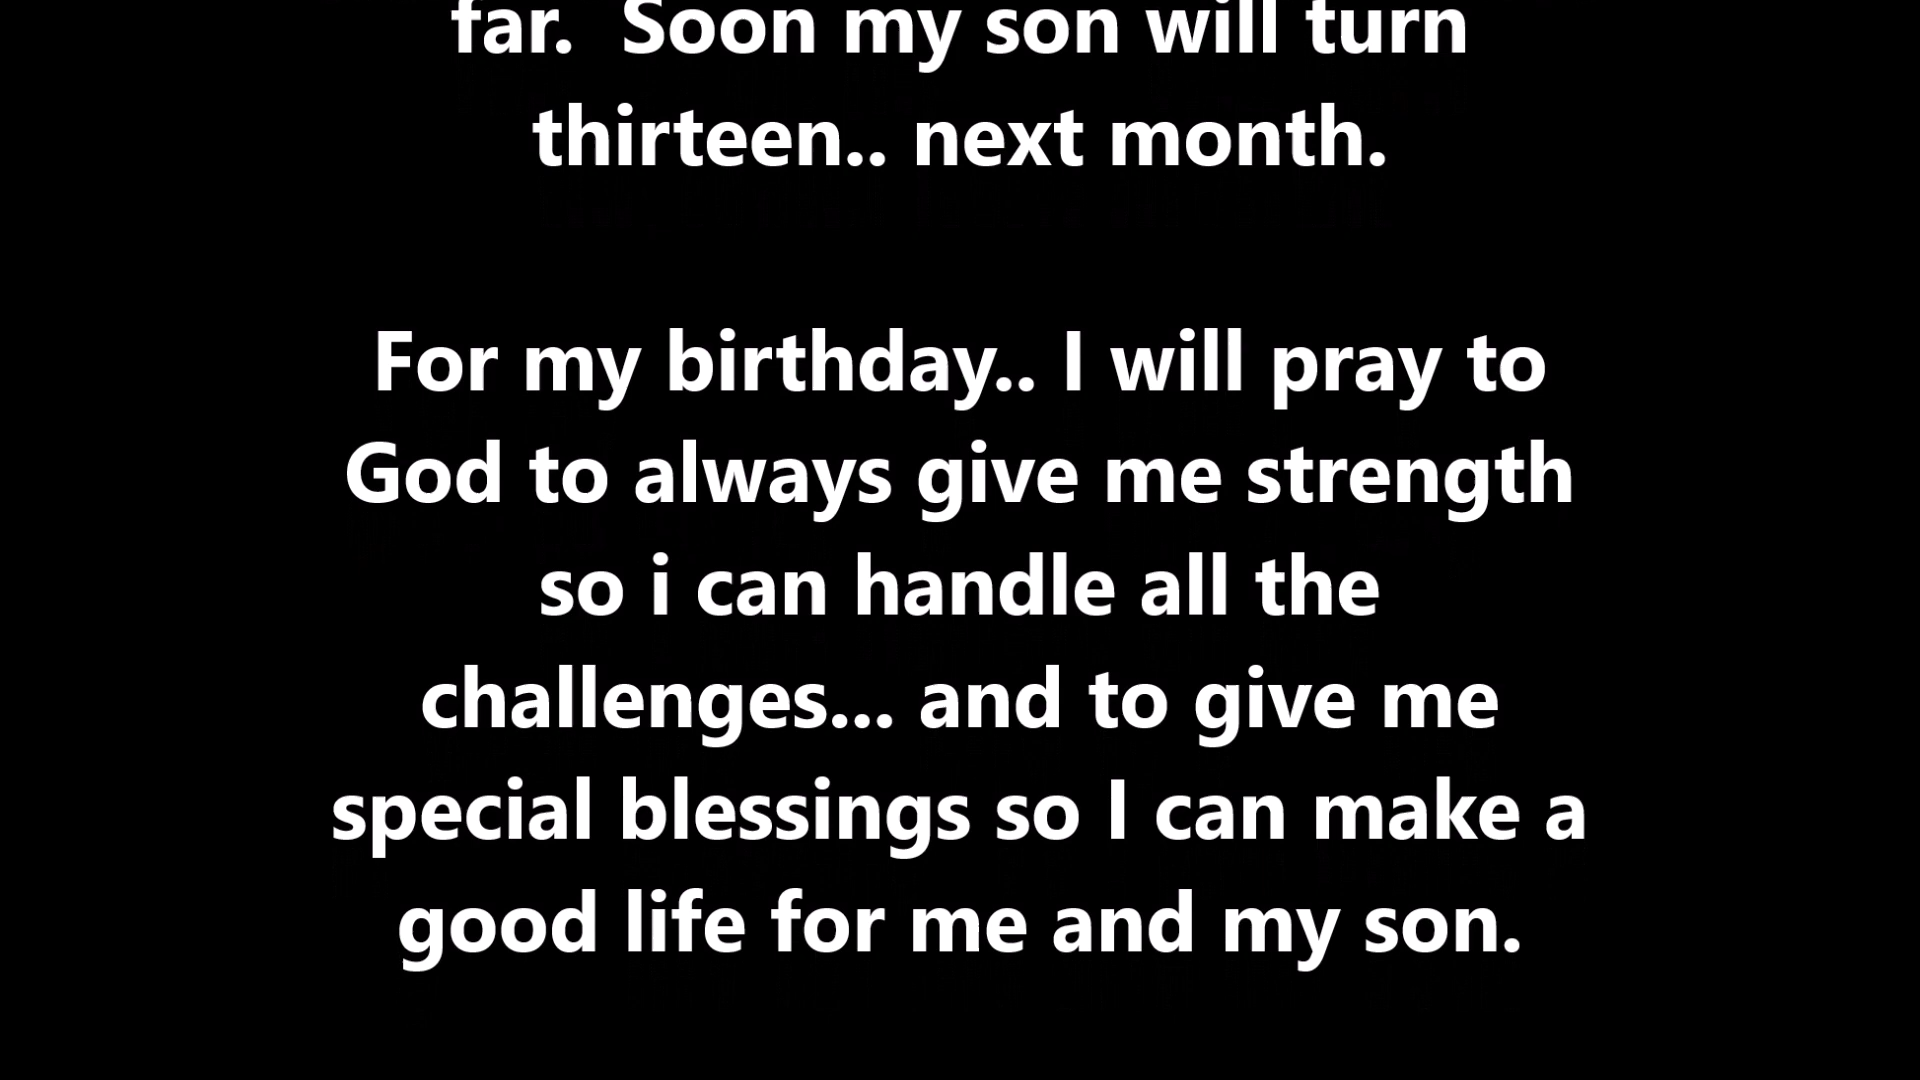 far.  Soon my son will turn
thirteen.. next month.
For my birthday.. I will pray to
God to always give me strength
so i can handle all the
challenges... and to give me
special blessings so I can make a
good life for me and my son.